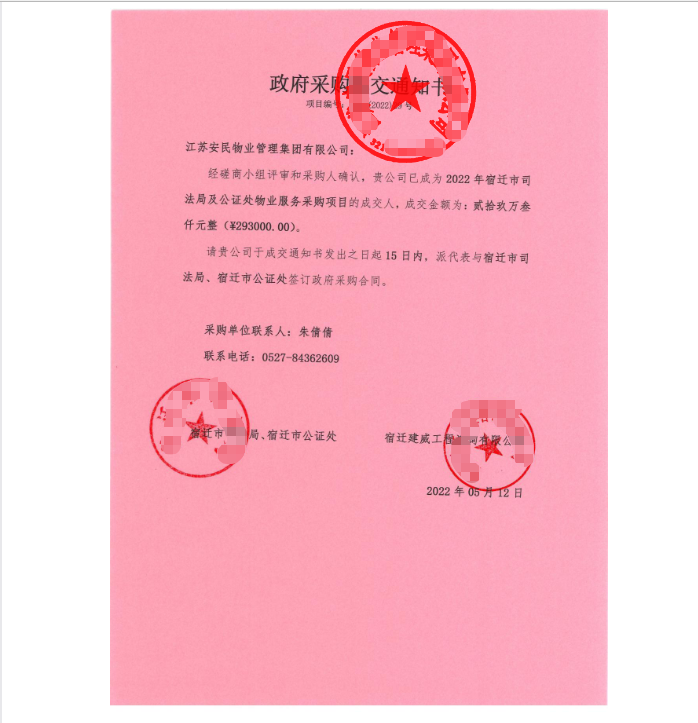 政府采购 交通知书
项目编号: (2022) 号
江苏安民物业管理集团有限公司:
经磋商小组评审和采购人确认,贵公司已成为 2022 年宿迁市司
法局及公证处物业服务采购项目的成交人,成交金额为:贰拾玖万叁
仟元整(¥293000.00)。
请贵公司于成交通知书发出之日起 15 日内,派代表与宿迁市司
法局、宿迁市公证处签订政府采购合同。
采购单位联系人:朱倩倩
联系电话:0527-84362609
宿迁市 局、宿迁市公证处
宿迁建威工程 询有限公
2022 年 05 月 12 日